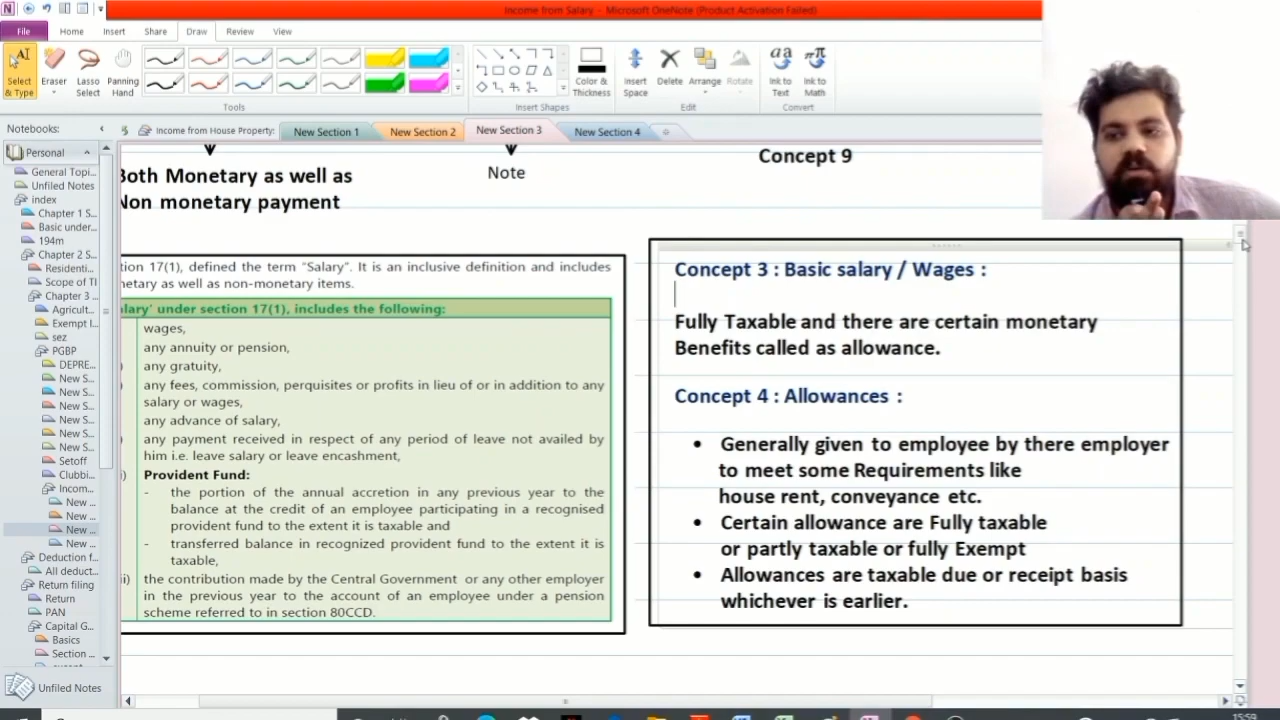 Income from Salary - Microsoft OneNote (Product Activation Failed)
File Home Insert Share Draw Review View
Select & Type
Eraser
Lasso Select
Panning Hand
Color & Thickness
Insert Space
Delete
Arrange
Rotate
Ink to Text
Ink to Math
Tools
Insert Shapes
Edit
Convert
Notebooks:
Income from House Property:
New Section 1
New Section 2
New Section 3
New Section 4
Personal
General Topi...
Unfiled Notes
index
Chapter 1 S...
Basic under...
194m
Chapter 2 S...
Residenti...
Scope of TI
Chapter 3 ...
Agricult...
Exempt I...
sez
PGBP
DEPRE...
New S...
New S...
New S...
New S...
New S...
New S...
Setoff
Clubbi...
Incom...
New ...
New ...
New ...
New ...
Deduction f...
All deduct...
Return filing
Return
PAN
Capital G...
Basics
Section ...
Unfiled Notes
Both Monetary as well as
Non monetary payment
Note
Concept 9
tion 17(1), defined the term "Salary". It is an inclusive definition and includes
netary as well as non-monetary items.
alary' under section 17(1), includes the following:
wages,
any annuity or pension,
) any gratuity,
) any fees, commission, perquisites or profits in lieu of or in addition to any
salary or wages,
any advance of salary,
) any payment received in respect of any period of leave not availed by
him i.e. leave salary or leave encashment,
) Provident Fund:
- the portion of the annual accretion in any previous year to the
balance at the credit of an employee participating in a recognised
provident fund to the extent it is taxable and
- transferred balance in recognized provident fund to the extent it is
taxable,
ii) the contribution made by the Central Government or any other employer
in the previous year to the account of an employee under a pension
scheme referred to in section 80CCD.
Concept 3 : Basic salary / Wages :
Fully Taxable and there are certain monetary
Benefits called as allowance.
Concept 4 : Allowances :
• Generally given to employee by there employer
to meet some Requirements like
house rent, conveyance etc.
• Certain allowance are Fully taxable
or partly taxable or fully Exempt
• Allowances are taxable due or receipt basis
whichever is earlier.
15:59